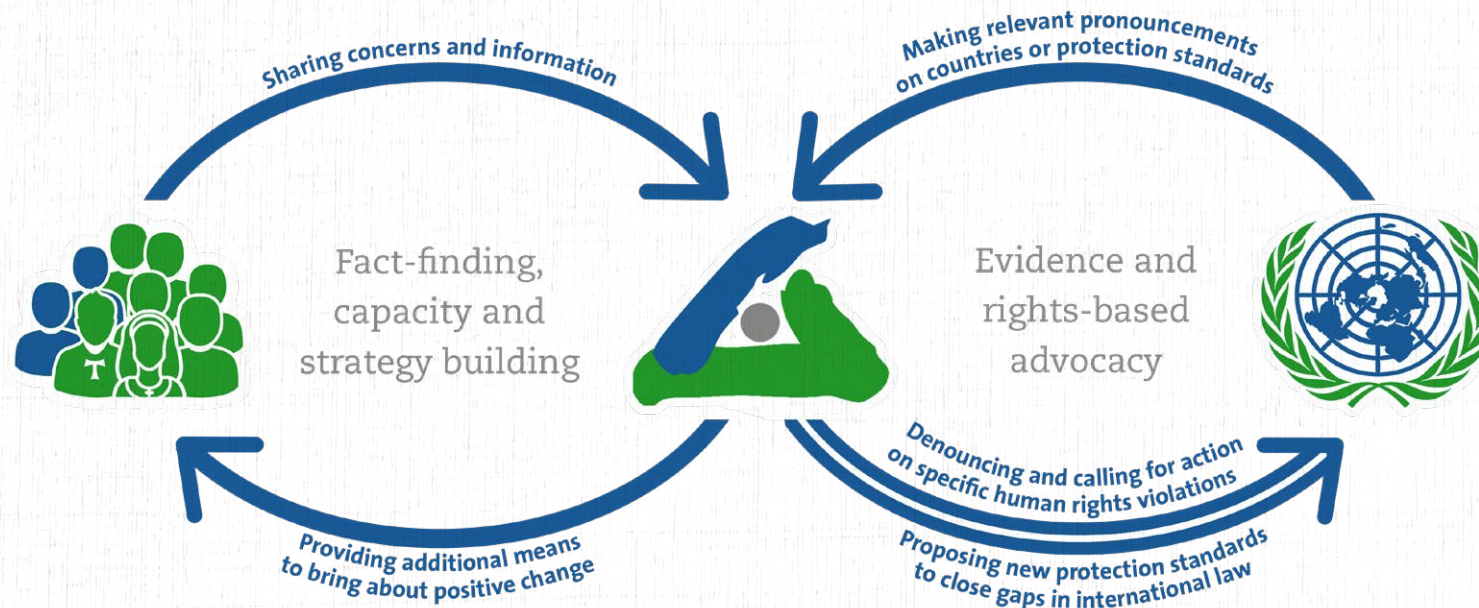 Sharing concerns and information
Making relevant pronouncements
on countries or protection standards
Fact-finding,
capacity and
strategy building
Evidence and
rights-based
advocacy
Providing additional means
to bring about positive change
Denouncing and calling for action
on specific human rights violations
Proposing new protection standards
to close gaps in international law